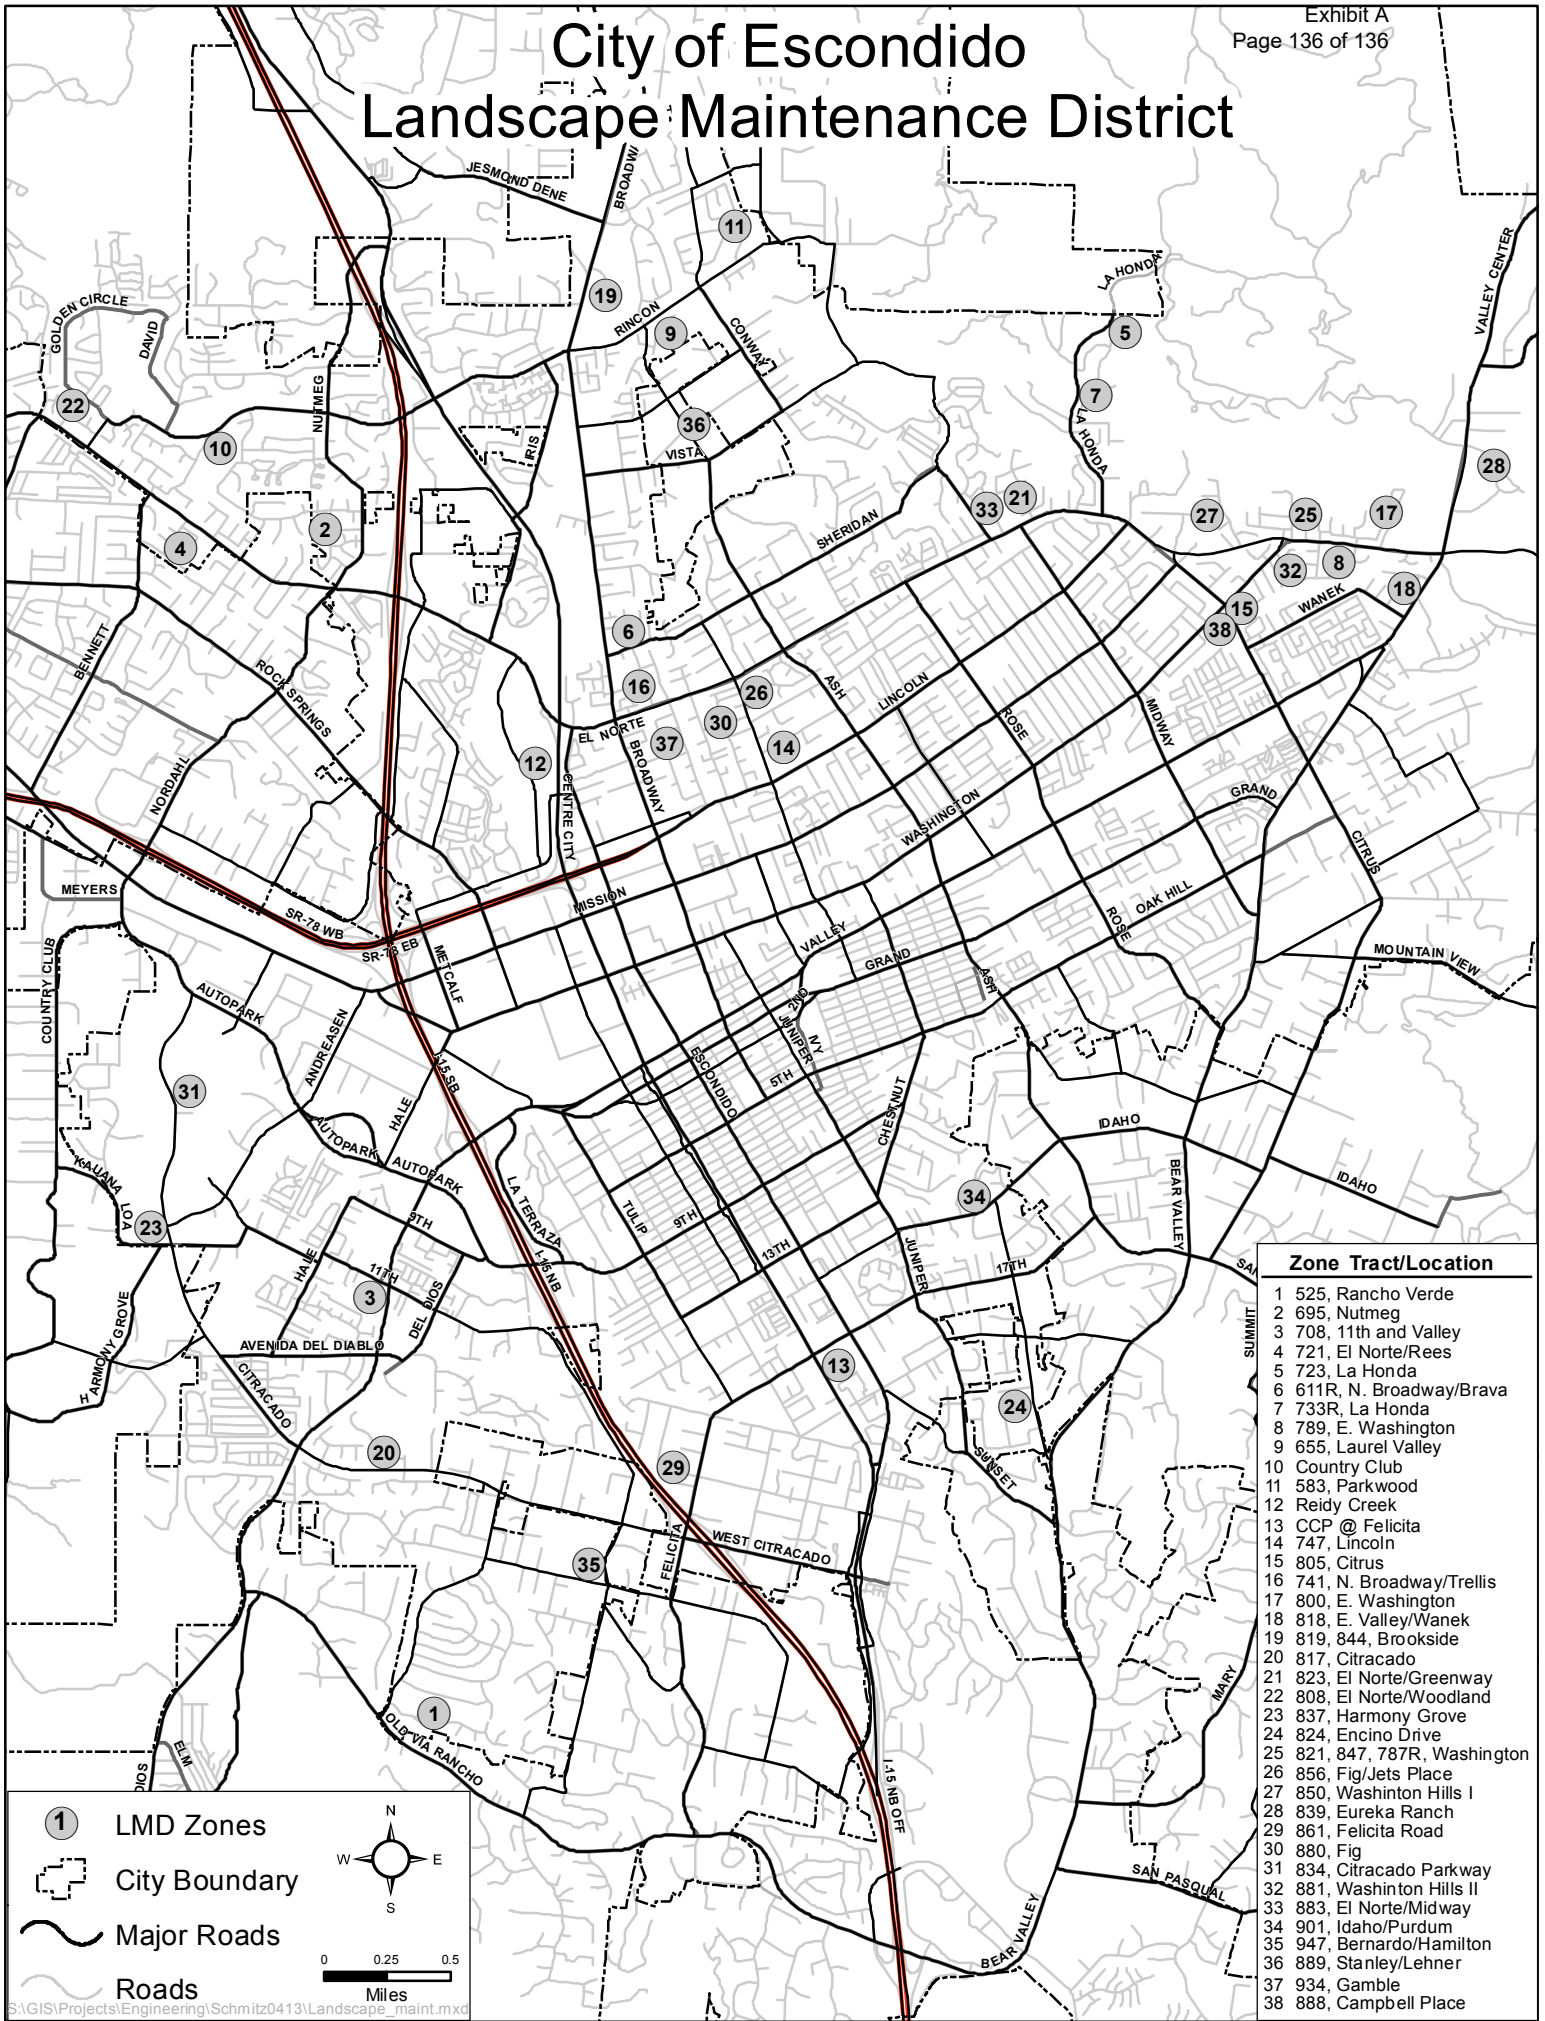 Exhibit A
Page 136 of 136
City of Escondido
Landscape Maintenance District
JESMOND DENE
BROADWA
11
LA HONDA
VALLEY CENTER
GOLDEN CIRCLE
DAVID
19
RINCON
9
CONWAY
5
22
NUTMEG
10
IRIS
36
VISTA
7
LA HONDA
28
2
4
SHERIDAN
33
21
27
25
17
32
8
18
WANEK
15
38
6
BENNETT
ROCK SPRINGS
16
26
ASH
LINCOLN
ROSE
MIDWAY
EL NORTE
30
37
14
12
BROADWAY
CENTRE CITY
NORDAHL
WASHINGTON
GRAND
CITRUS
MEYERS
MISSION
SR-78 WB
SR-78 EB
OAK HILL
ROSE
COUNTRY CLUB
METCALF
VALLEY
GRAND
MOUNTAIN VIEW
AUTOPARK
ANDREASEN
2ND
JUNIPER
IVY
ASH
I-15 SB
ESCONDIDO
5TH
31
HALE
CHESTNUT
IDAHO
AUTOPARK
AUTOPARK
KAUANA LOA
LA TERRAZA
TULIP
9TH
9TH
34
BEAR VALLEY
IDAHO
23
HALE
11TH
I-15 NB
13TH
JUNIPER
17TH
SAN
3
DEL DIOS
HARMONY GROVE
AVENIDA DEL DIABLO
SUMMIT
CITRACADO
13
24
20
29
SUNSET
FELICITA
WEST CITRACADO
35
1
OLD VIA RANCHO
MARY
ELM
DIOS
I-15 NB OFF
SAN PASQUAL
BEAR VALLEY
Zone Tract/Location
1 525, Rancho Verde
2 695, Nutmeg
3 708, 11th and Valley
4 721, El Norte/Rees
5 723, La Honda
6 611R, N. Broadway/Brava
7 733R, La Honda
8 789, E. Washington
9 655, Laurel Valley
10 Country Club
11 583, Parkwood
12 Reidy Creek
13 CCP @ Felicita
14 747, Lincoln
15 805, Citrus
16 741, N. Broadway/Trellis
17 800, E. Washington
18 818, E. Valley/Wanek
19 819, 844, Brookside
20 817, Citracado
21 823, El Norte/Greenway
22 808, El Norte/Woodland
23 837, Harmony Grove
24 824, Encino Drive
25 821, 847, 787R, Washington
26 856, Fig/Jets Place
27 850, Washinton Hills I
28 839, Eureka Ranch
29 861, Felicita Road
30 880, Fig
31 834, Citracado Parkway
32 881, Washinton Hills II
33 883, El Norte/Midway
34 901, Idaho/Purdum
35 947, Bernardo/Hamilton
36 889, Stanley/Lehner
37 934, Gamble
38 888, Campbell Place
1 LMD Zones
City Boundary
Major Roads
Roads
N
W E
S
0 0.25 0.5
Miles
S:\GIS\Projects\Engineering\Schmitz0413\Landscape_maint.mxd